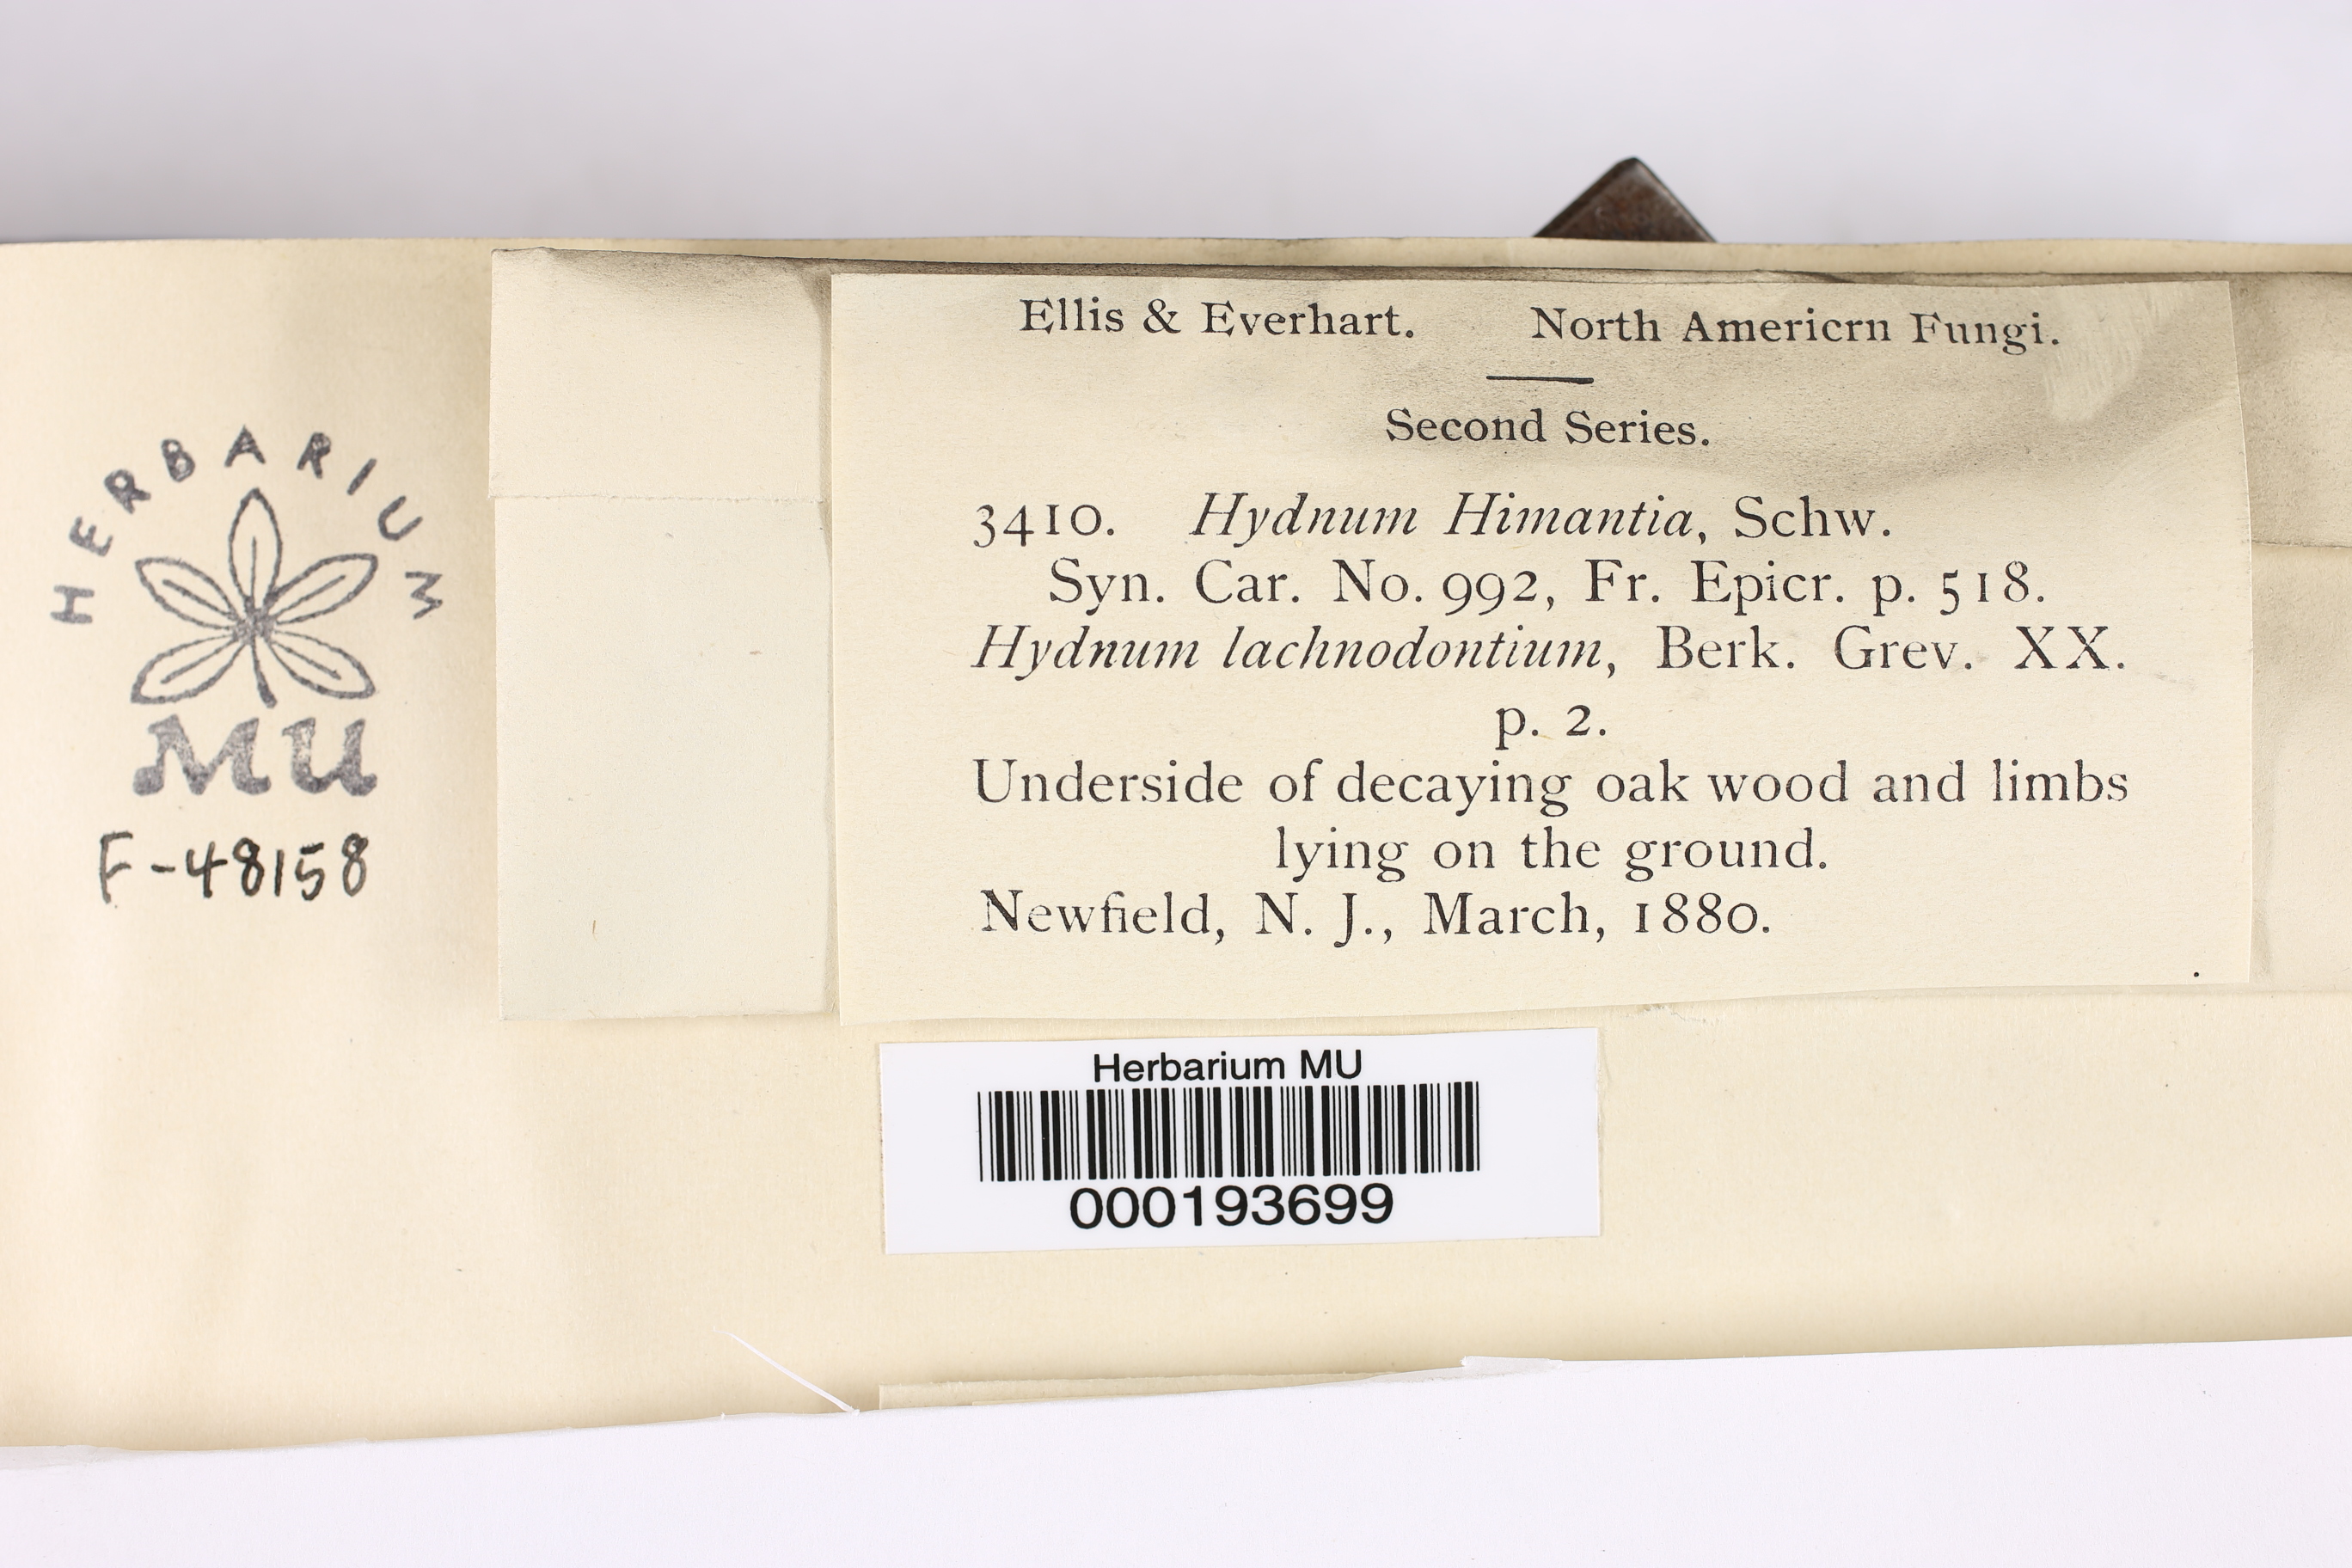 Ellis & Everhart. North Americrn Fungi.
Second Series.
3410. Hydnum Himantia, Schw.
Syn. Car. No. 992, Fr. Epicr. p. 518.
Hydnum lachnodontium, Berk. Grev. XX.
p. 2.
Underside of decaying oak wood and limbs
lying on the ground.
Newfield, N. J., March, 1880.
HERBARIUM
MU
F-48158
Herbarium MU
000193699